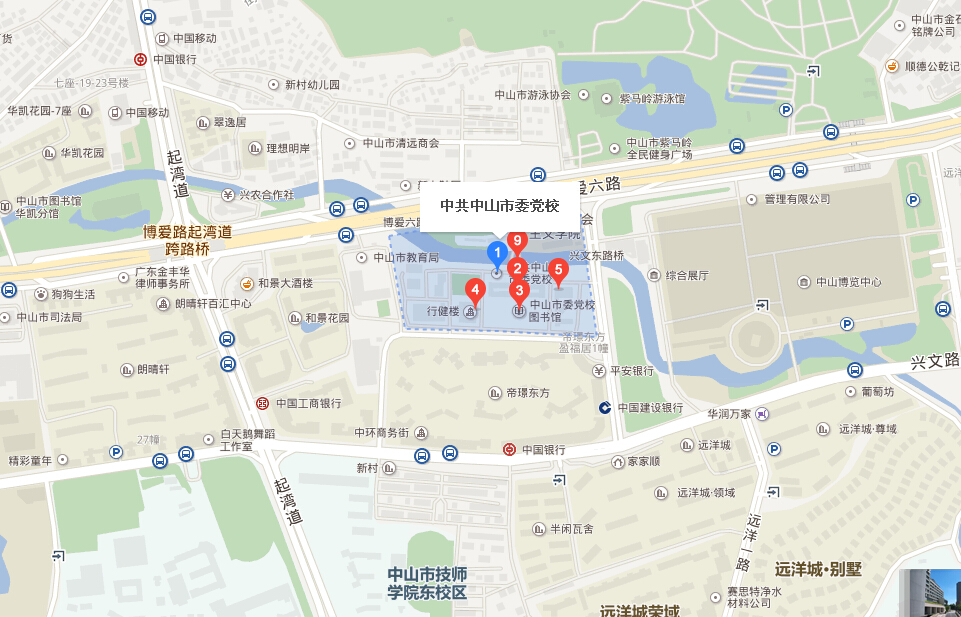 中国移动
中国银行
中山市金石
铭牌公司
顺德公乾记
七座-19-23号楼
新村幼儿园
中山市游泳协会
紫马岭游泳馆
华凯花园-7座
中国移动
翠逸居
华凯花园
理想明岸
中山市清远商会
中山市紫马岭
全民健身广场
起湾道
兴农合作社
中山市图书馆
华凯分馆
中共中山市委党校
爱六路
管理有限公司
博爱六路
博爱路起湾道
跨路桥
中山市教育局
兴文东路桥
1
9
2
5
4
3
广东金丰华
律师事务所
和景大酒楼
综合展厅
中山博览中心
狗狗生活
朗晴轩百汇中心
行健楼
中山市委党校
图书馆
中山市司法局
和景花园
帝璟东方
盈福居1幢
兴文路
朗晴轩
平安银行
帝璟东方
葡萄坊
中国工商银行
中国建设银行
华润万家
27幢
白天鹅舞蹈
工作室
中环商务街
远洋城
远洋城·尊域
中国银行
精彩童年
新村
家家顺
起湾道
远洋城·领域
半闲瓦舍
远洋一路
中山市技师
学院东校区
远洋城·别墅
赛思特净水
材料公司
远洋城荣域